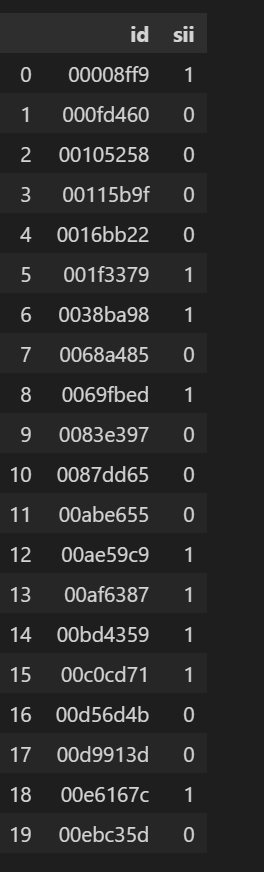 id sii
0 00008ff9 1
1 000fd460 0
2 00105258 0
3 00115b9f 0
4 0016bb22 0
5 001f3379 1
6 0038ba98 1
7 0068a485 0
8 0069fbed 1
9 0083e397 0
10 0087dd65 0
11 00abe655 0
12 00ae59c9 1
13 00af6387 1
14 00bd4359 1
15 00c0cd71 1
16 00d56d4b 0
17 00d9913d 0
18 00e6167c 1
19 00ebc35d 0